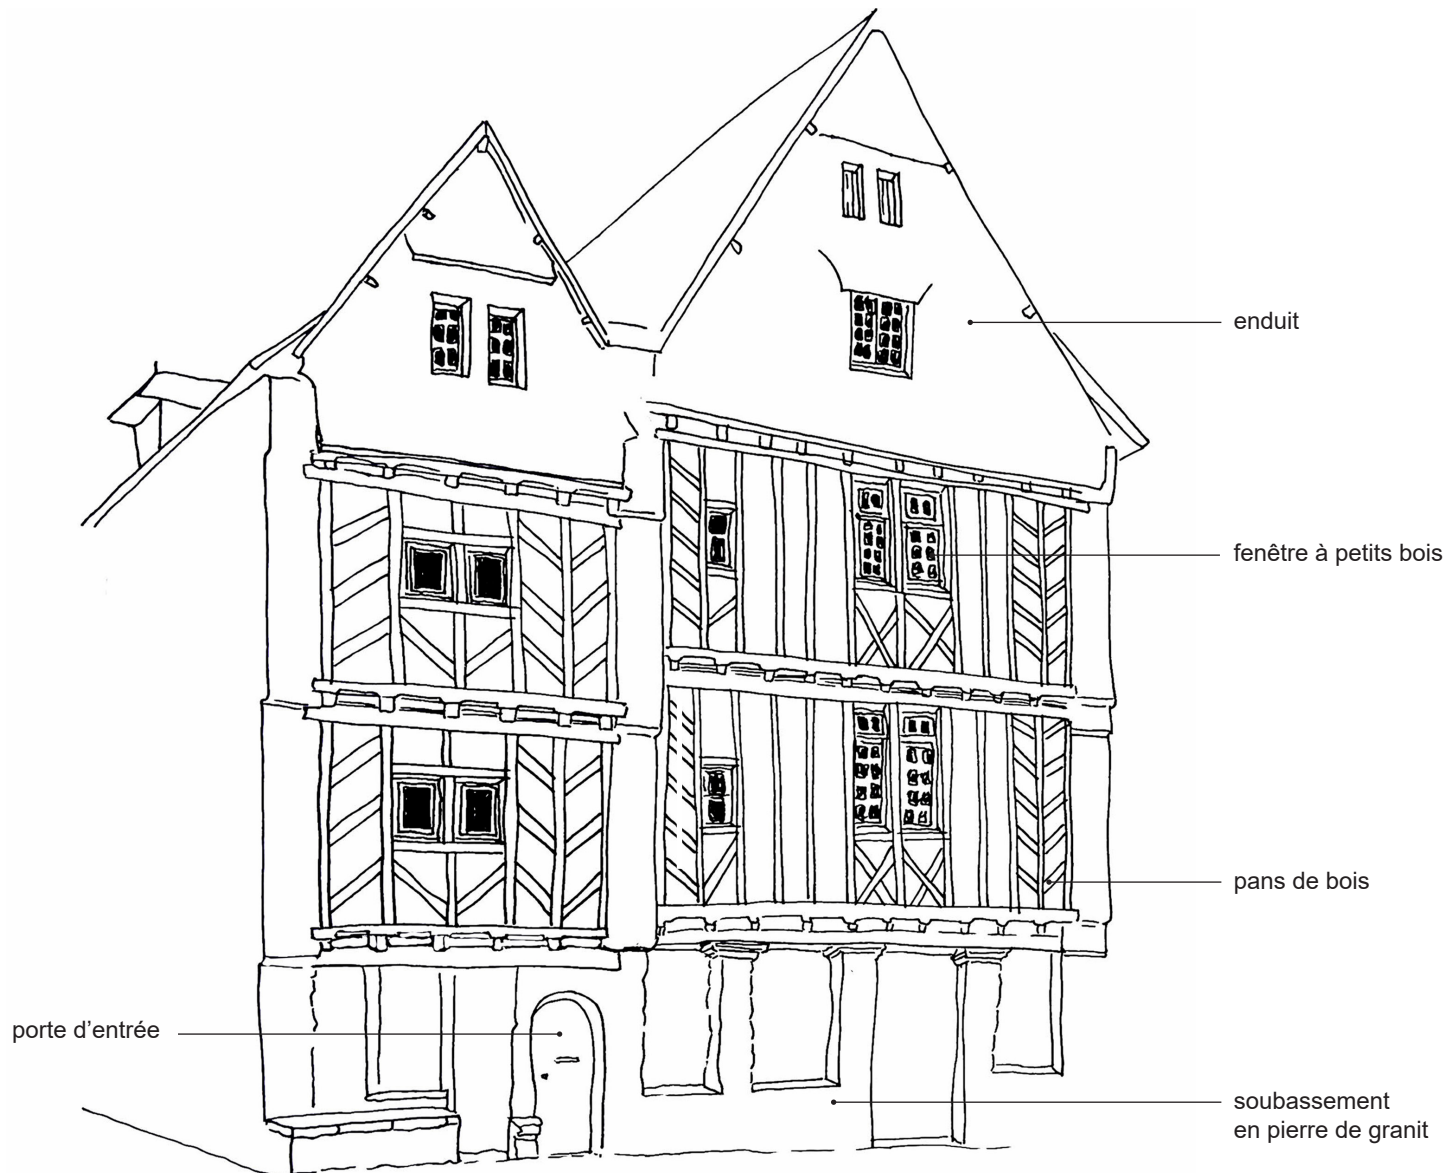 enduit
fenêtre à petits bois
pans de bois
porte d’entrée
soubassement
en pierre de granit